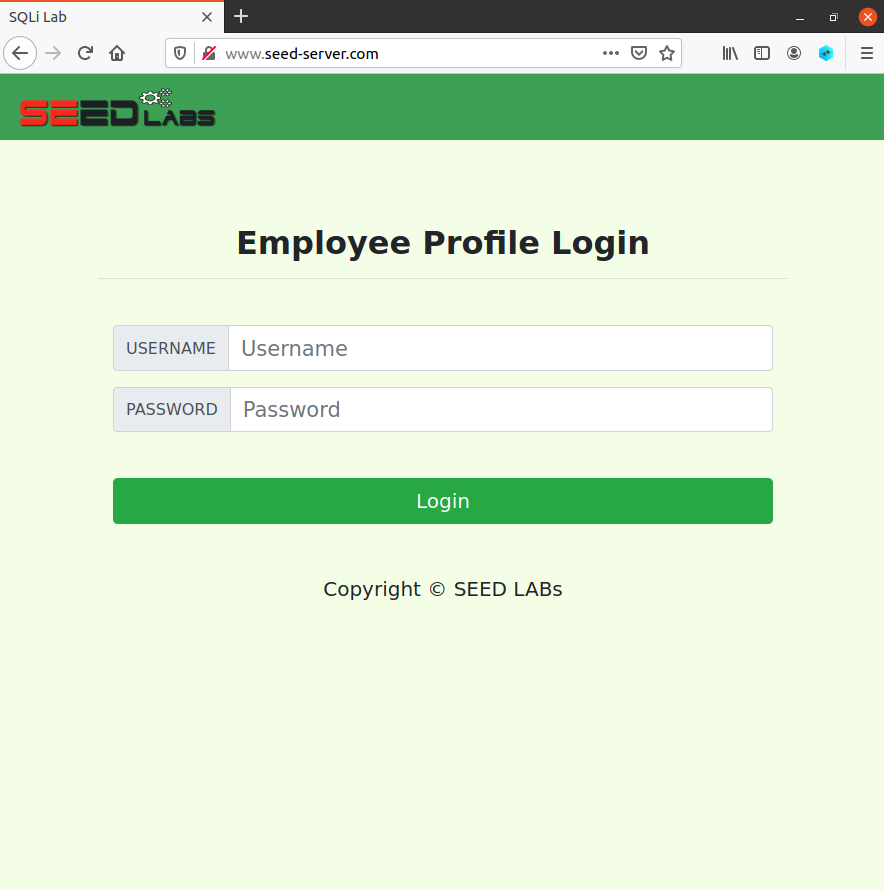 SQLi Lab
www.seed-server.com
SEED LABS
Employee Profile Login
USERNAME Username
PASSWORD Password
Login
Copyright © SEED LABs